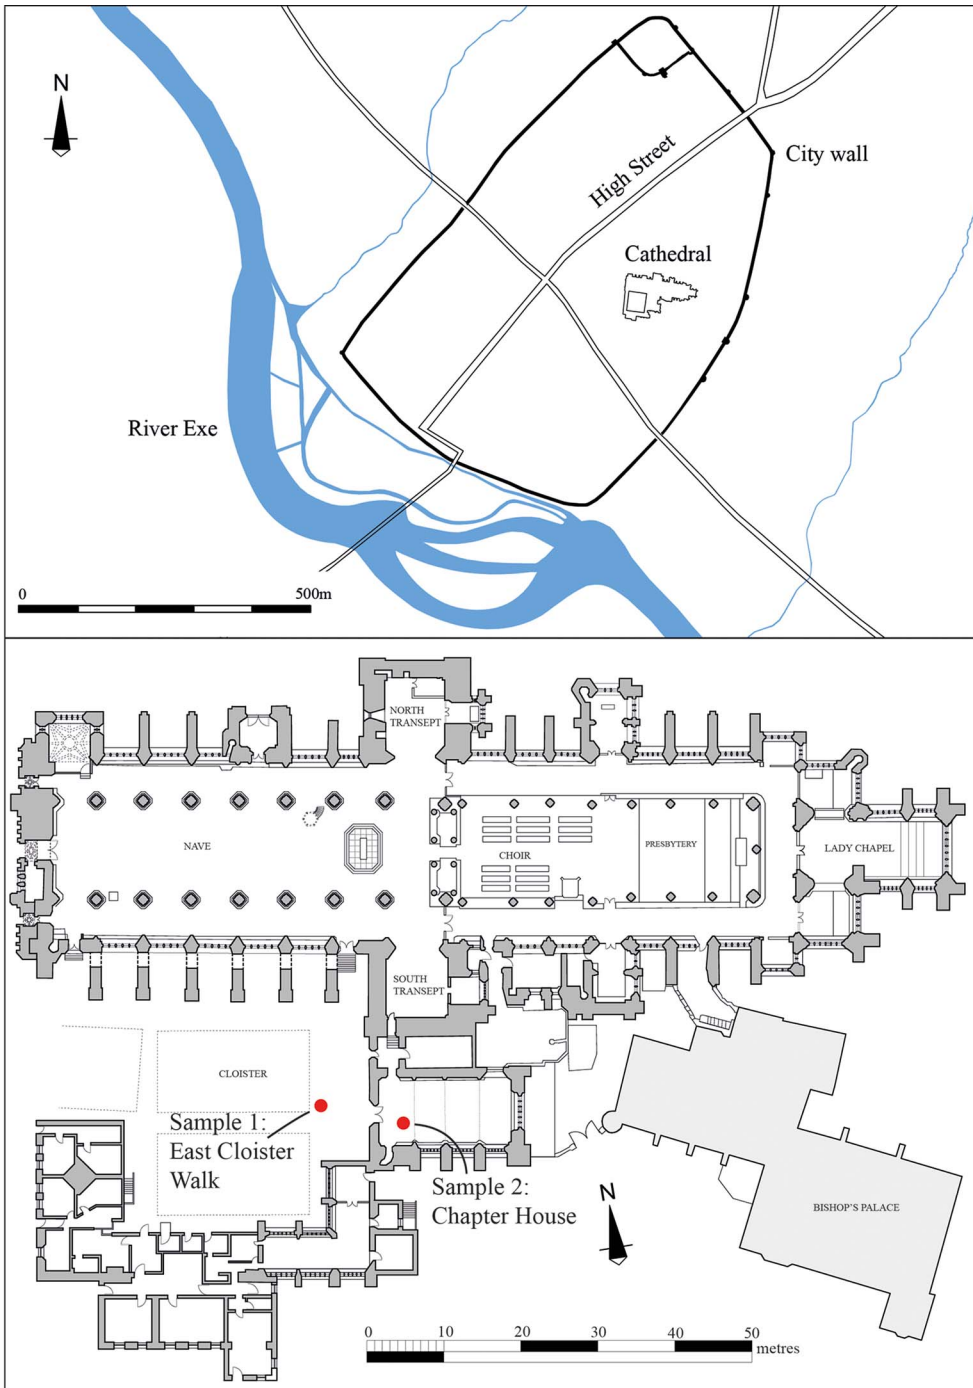 N
City wall
High Street
Cathedral
River Exe
0
500m
NORTH
TRANSEPT
NAVE
CHOIR
PRESBYTERY
LADY CHAPEL
SOUTH
TRANSEPT
CLOISTER
Sample 1:
East Cloister
Walk
Sample 2:
Chapter House
N
BISHOP'S PALACE
0 10 20 30 40 50
metres